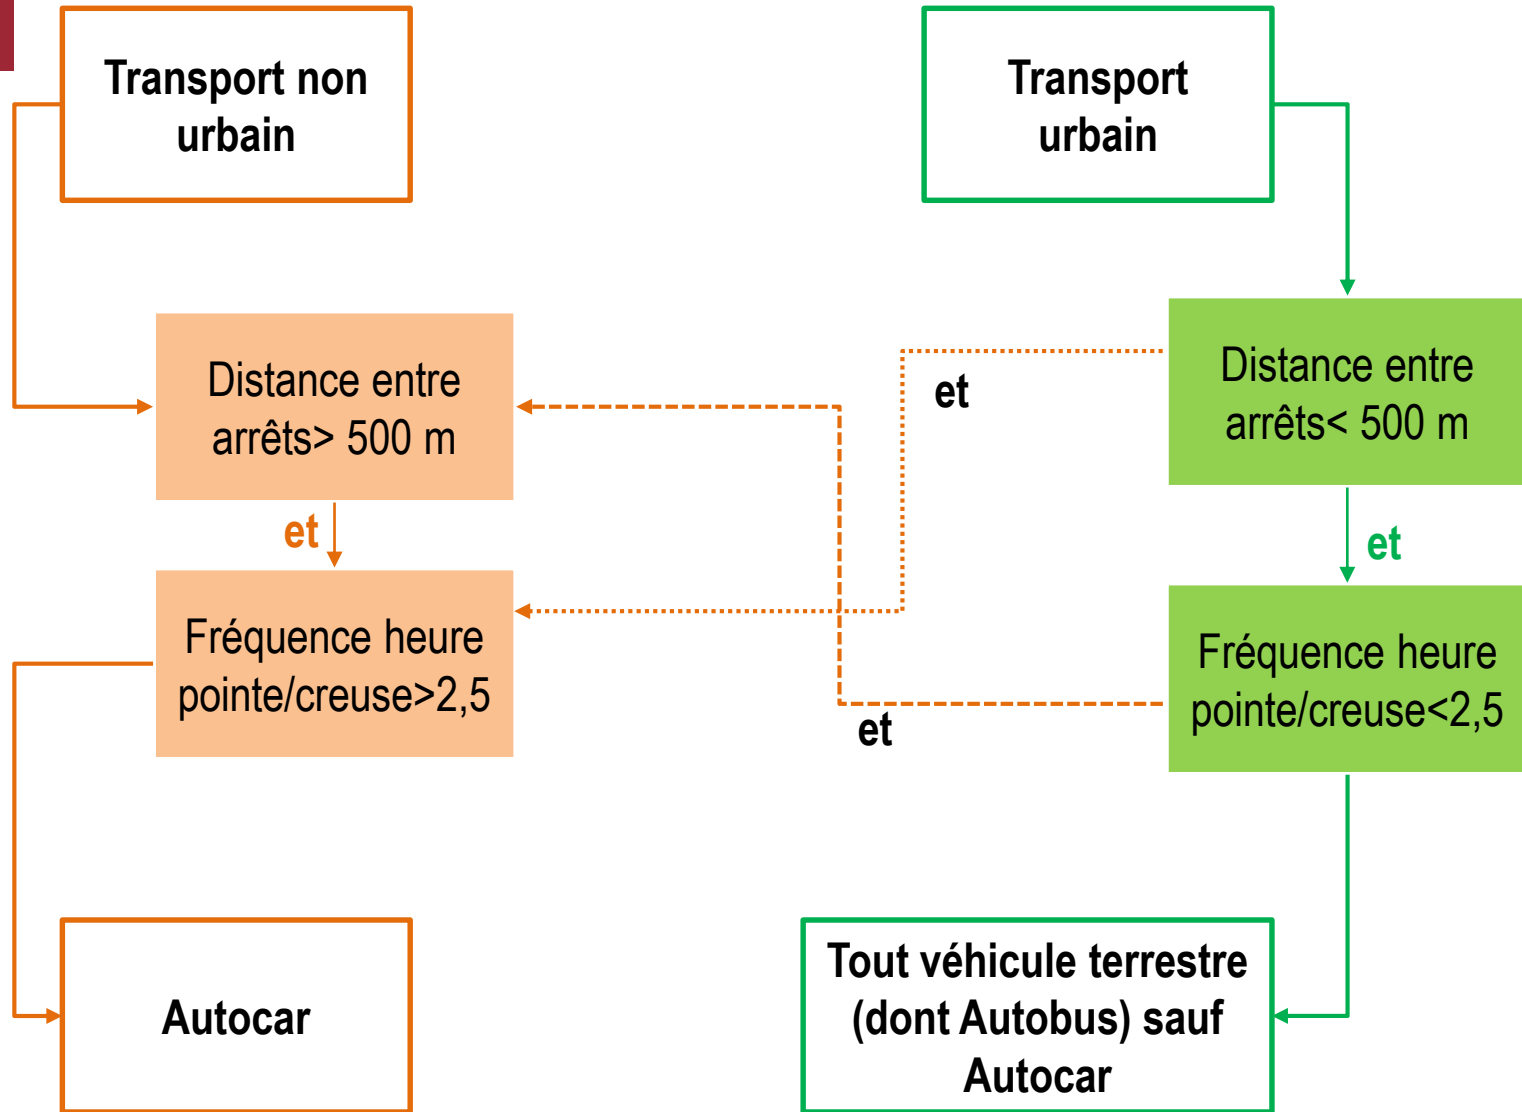 Transport non
urbain
Transport
urbain
Distance entre
arrêts> 500 m
et
Distance entre
arrêts< 500 m
et
et
Fréquence heure
pointe/creuse>2,5
et
Fréquence heure
pointe/creuse<2,5
Autocar
Tout véhicule terrestre
(dont Autobus) sauf
Autocar